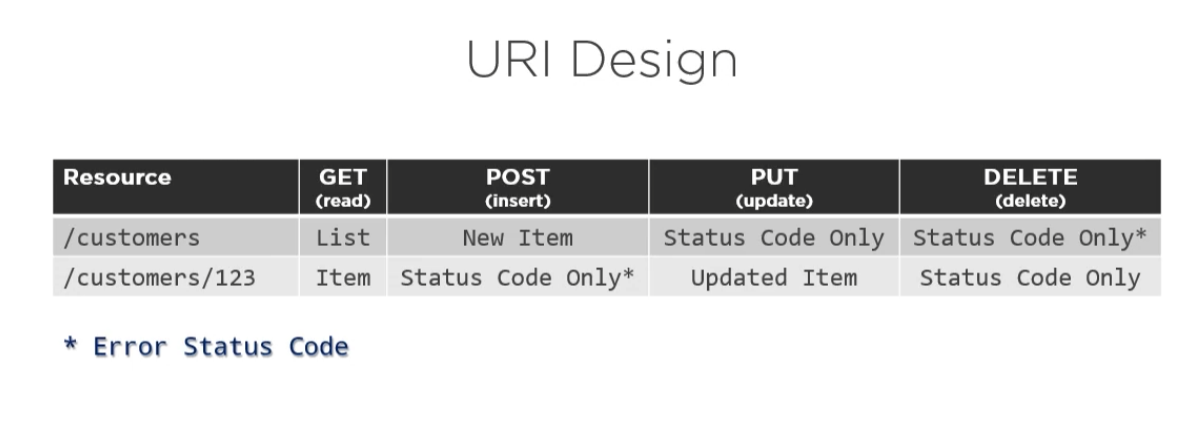 URI Design
Resource GET POST PUT DELETE
(read) (insert) (update) (delete)
/customers List New Item Status Code Only Status Code Only*
/customers/123 Item Status Code Only* Updated Item Status Code Only
* Error Status Code